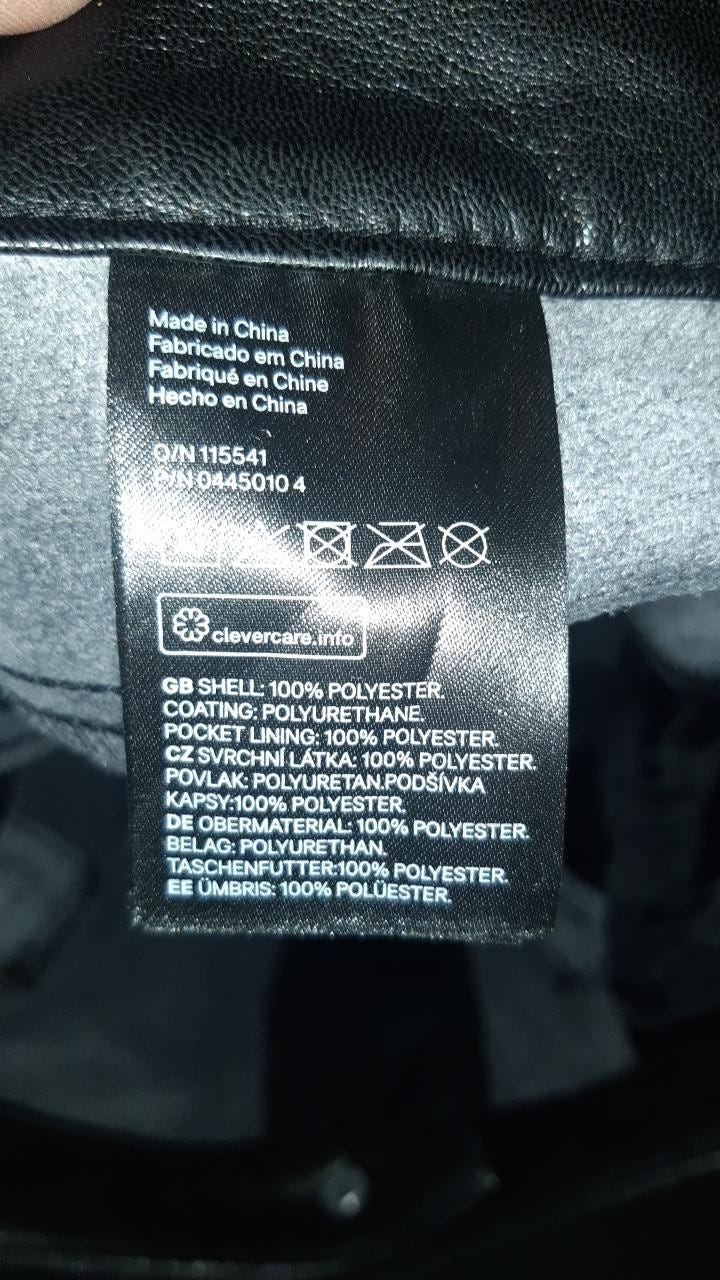 Made in China
Fabricado em China
Fabriqué en Chine
Hecho en China
O/N 115541
P/N 0445010 4
clevercare.info
GB SHELL: 100% POLYESTER.
COATING: POLYURETHANE.
POCKET LINING: 100% POLYESTER.
CZ SVRCHNÍ LÁTKA: 100% POLYESTER.
POVLAK: POLYURETAN.PODŠÍVKA
KAPSY:100% POLYESTER.
DE OBERMATERIAL: 100% POLYESTER.
BELAG: POLYURETHAN.
TASCHENFUTTER:100% POLYESTER.
EE ÜMBRIS: 100% POLÜESTER.